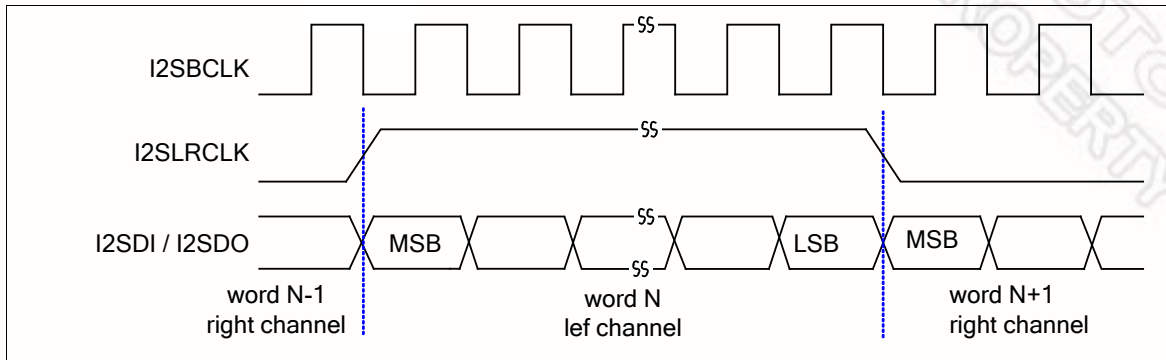 I2SBCLK
I2SLRCLK
I2SDI / I2SDO
MSB
LSB
MSB
word N-1
right channel
word N
lef channel
word N+1
right channel